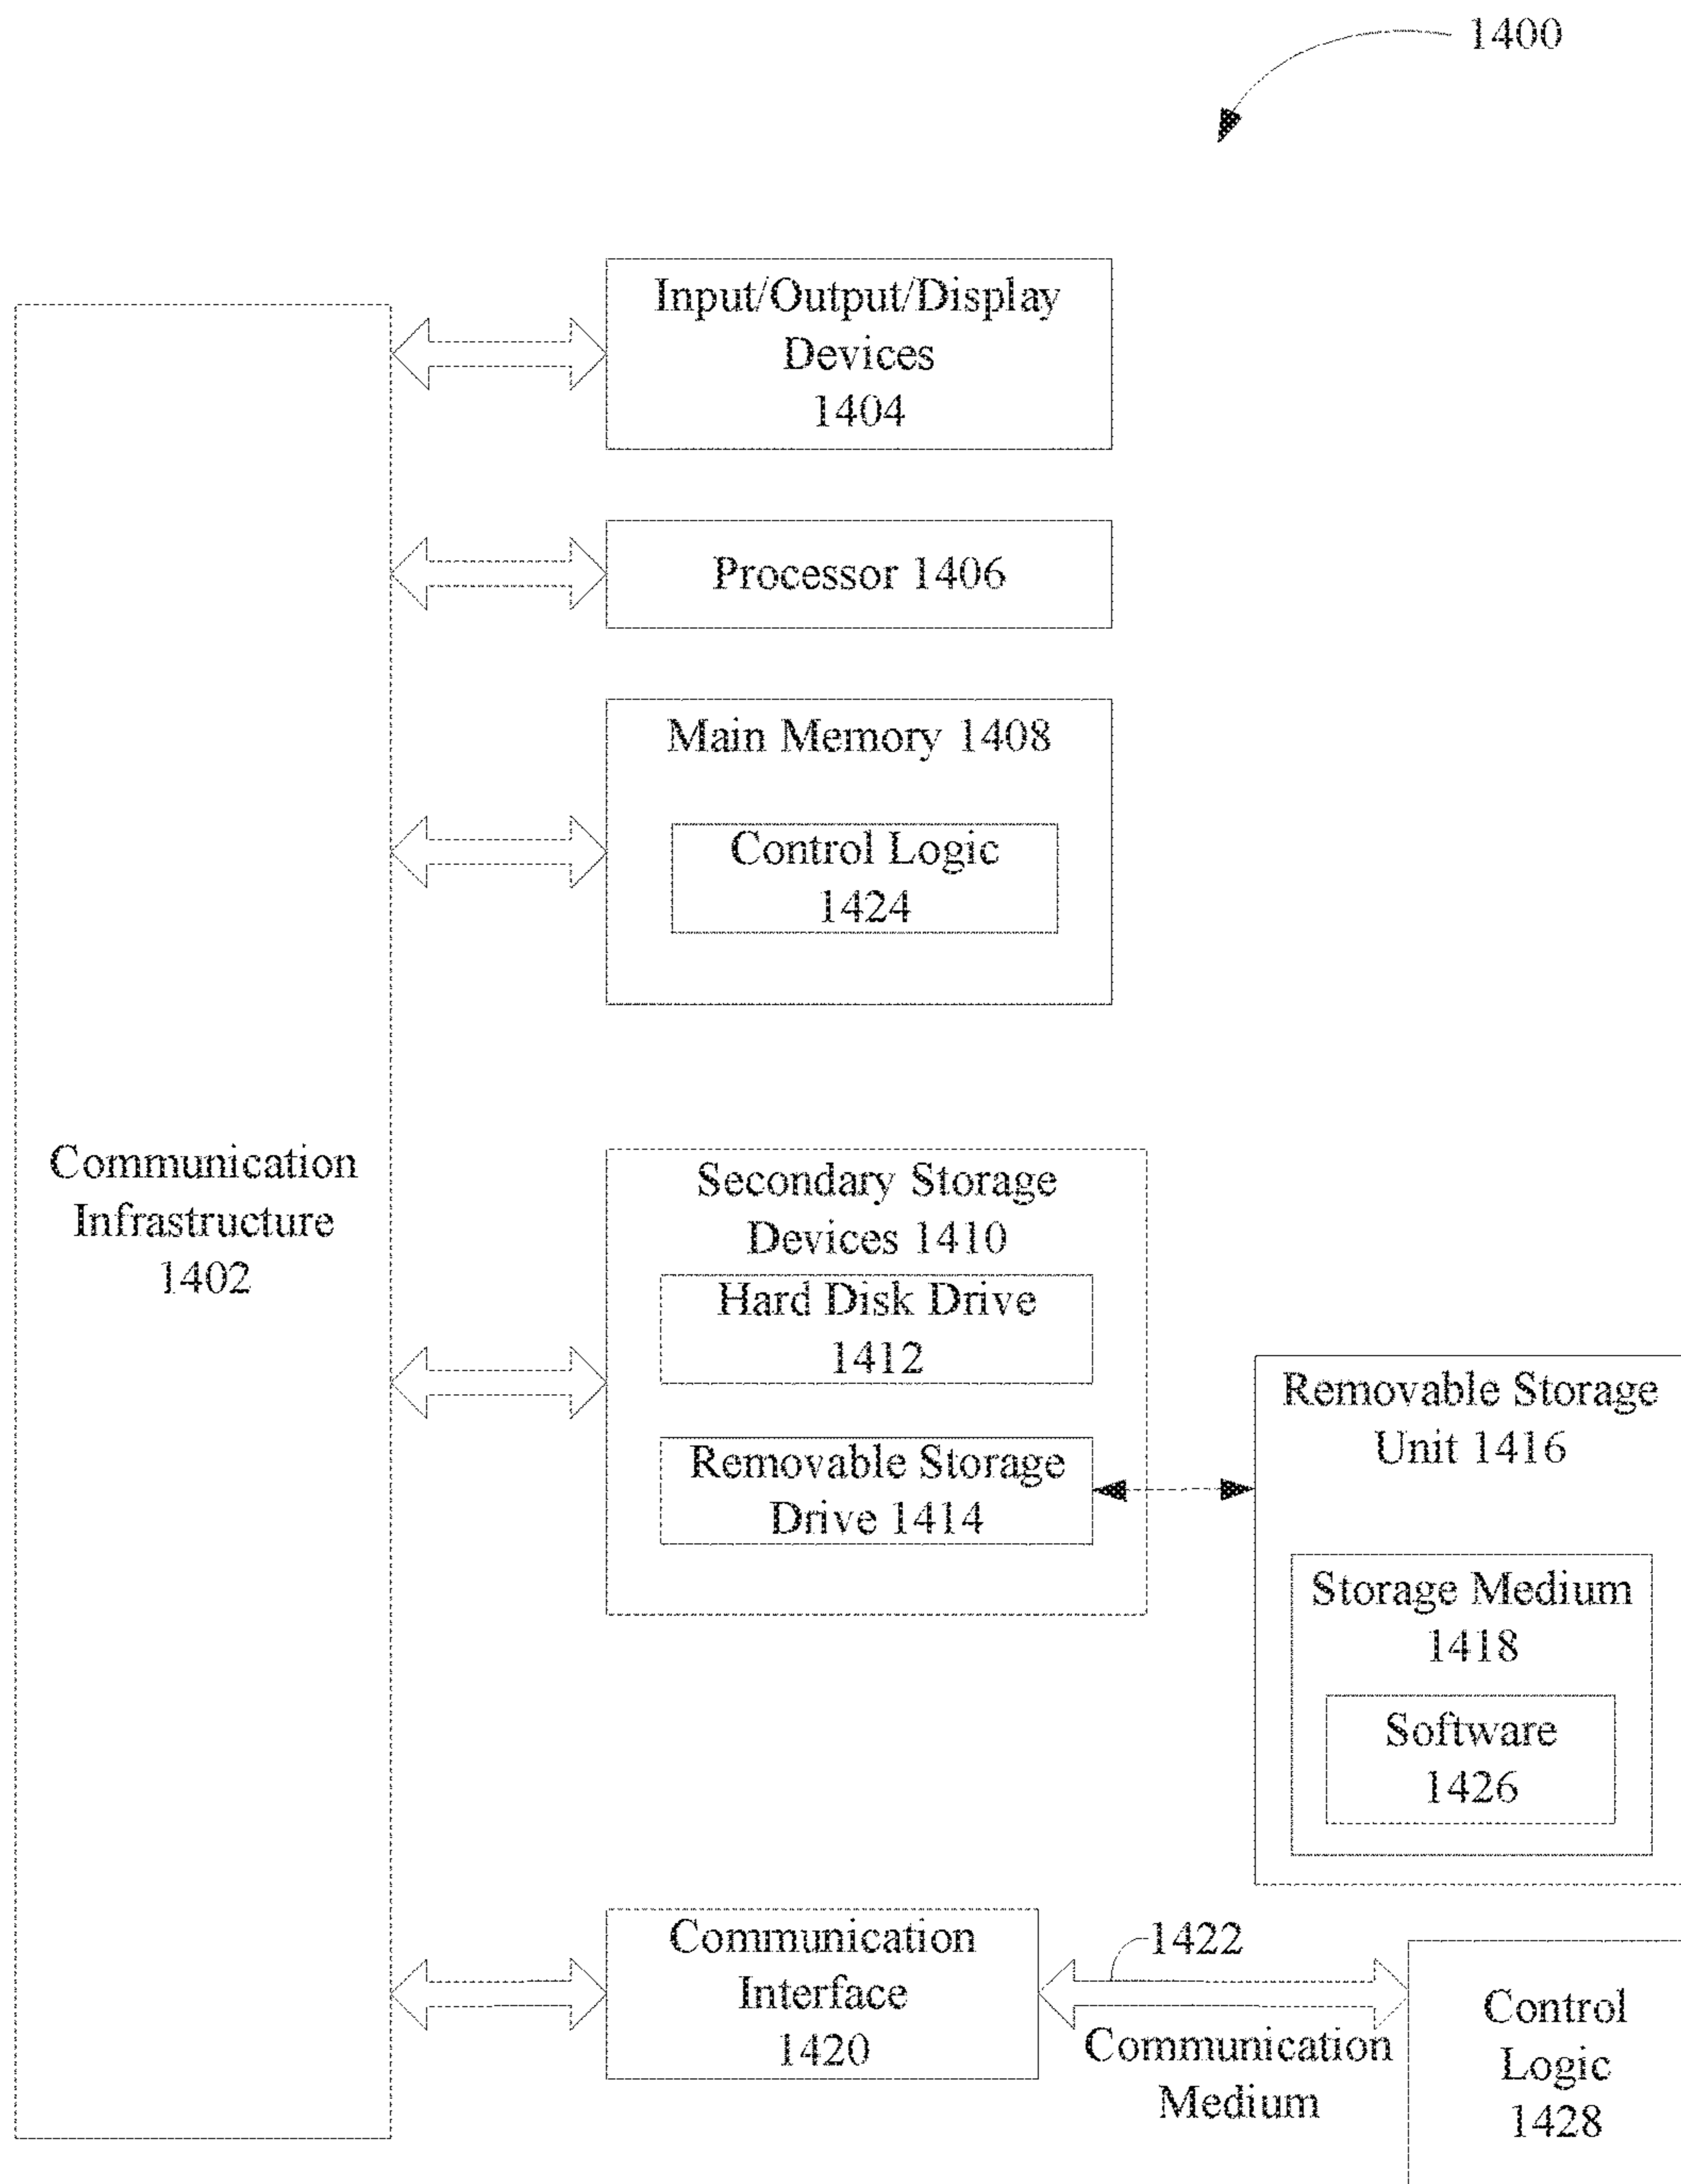 1400
Input/Output/Display
Devices
1404
Processor 1406
Main Memory 1408
Control Logic
1424
Communication
Infrastructure
1402
Secondary Storage
Devices 1410
Hard Disk Drive
1412
Removable Storage
Drive 1414
Removable Storage
Unit 1416
Storage Medium
1418
Software
1426
Communication
Interface
1420
1422
Communication
Medium
Control
Logic
1428